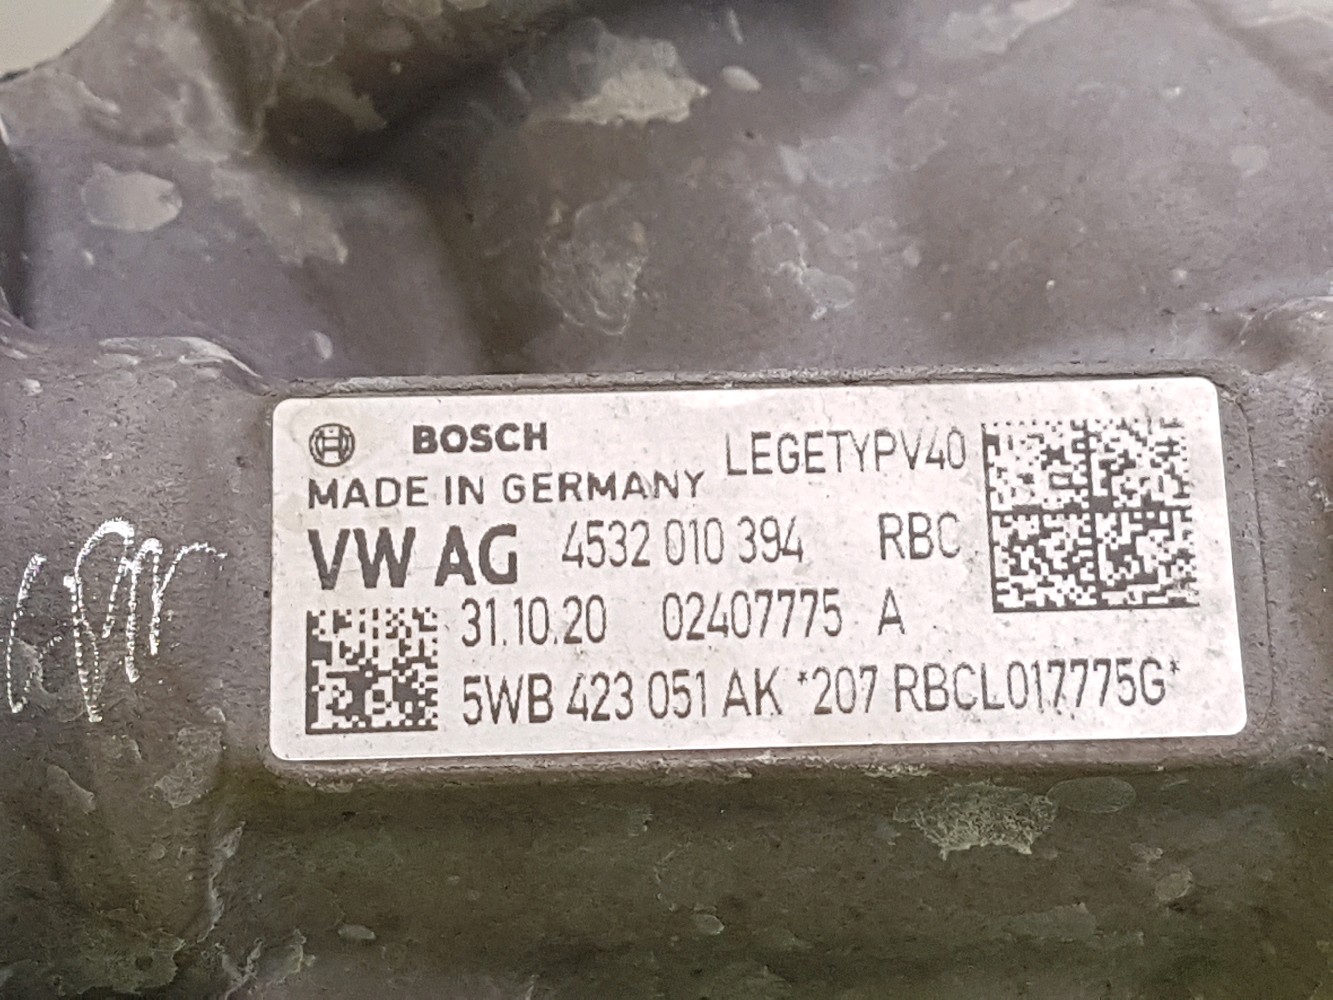 BOSCH LEGETYPV40
MADE IN GERMANY
VW AG 4532 010 394 RBC
31.10.20 02407775 A
5WB 423 051 AK *207 RBCL017775G*